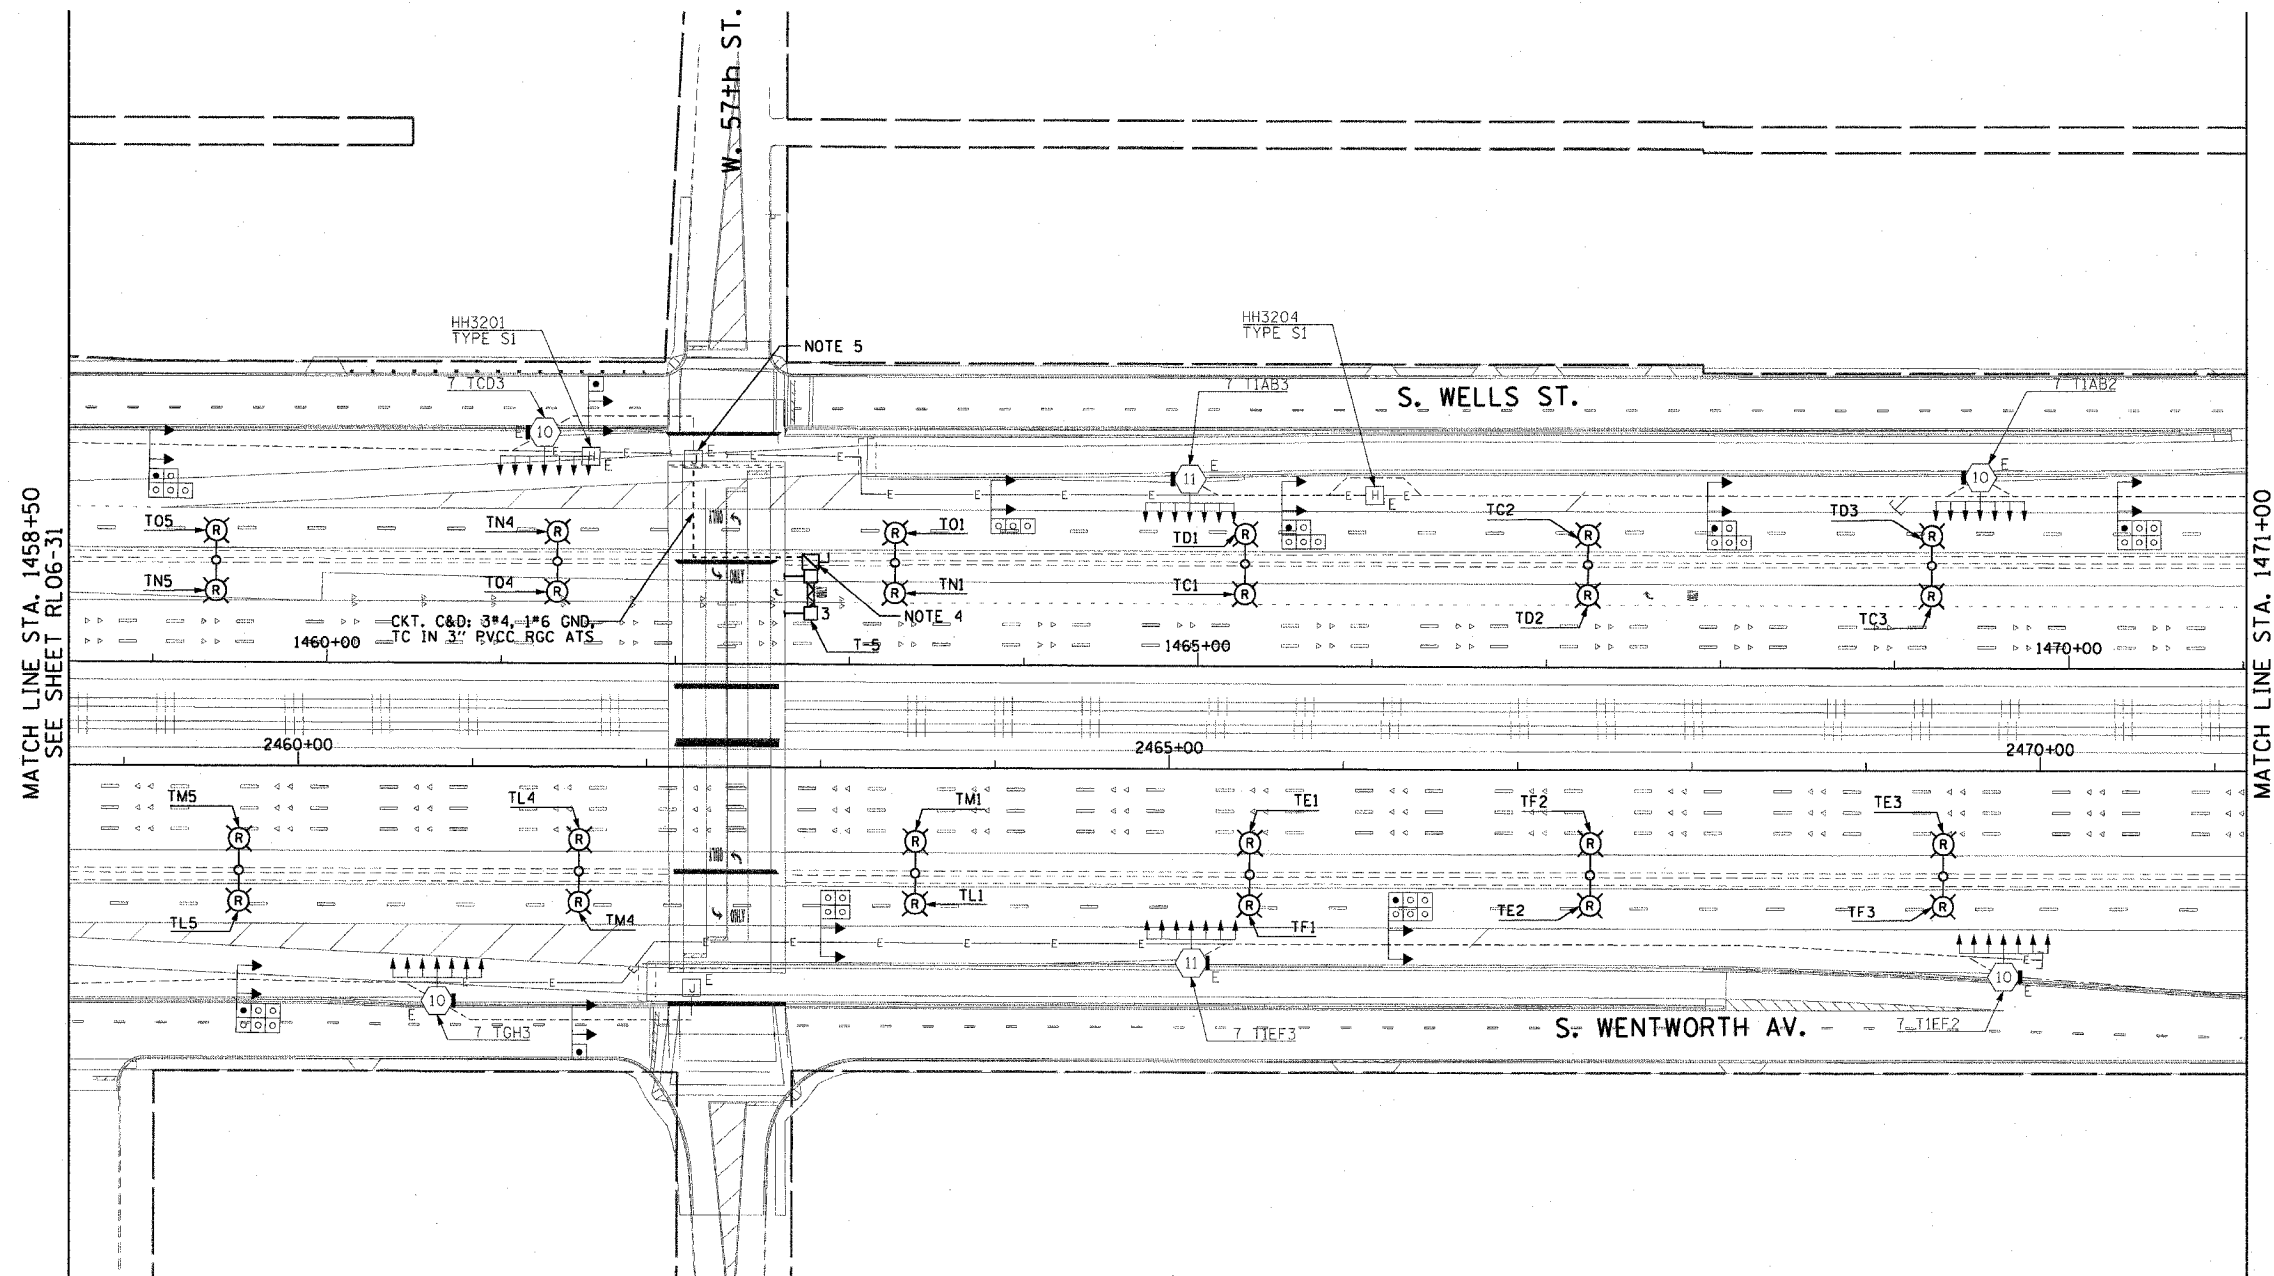 W. 57th ST.
HH3201
TYPE S1
HH3204
TYPE S1
NOTE 5
7 TCD3
7 T1AB3
S. WELLS ST.
7 T1AB2
10
E
H
E
E
J
E
E
11
E
E
E
E
E
H
E
E
10
E
TO5
TN4
TO1
TD1
TC2
TD3
R
R
R
R
R
R
TN5
TO4
TN1
TC1
TD2
TC3
R
R
R
R
R
R
ONLY
ONLY
1
3
NOTE 4
T-5
CKT. C&D: 3#4, 1#6 GND,
TC IN 3" PVCC RGC ATS
1460+00
1465+00
1470+00
MATCH LINE STA. 1458+50
SEE SHEET RL06-31
MATCH LINE STA. 1471+00
2460+00
2465+00
2470+00
TM5
TL4
TM1
TE1
TF2
TE3
R
R
R
R
R
R
ONLY
ONLY
TL5
TM4
TL1
TF1
TE2
TF3
R
R
R
R
R
R
E
E
E
E
E
10
E
E
E
J
E
11
E
10
E
E
7 TGH3
7 T1EF3
S. WENTWORTH AV.
7 T1EF2